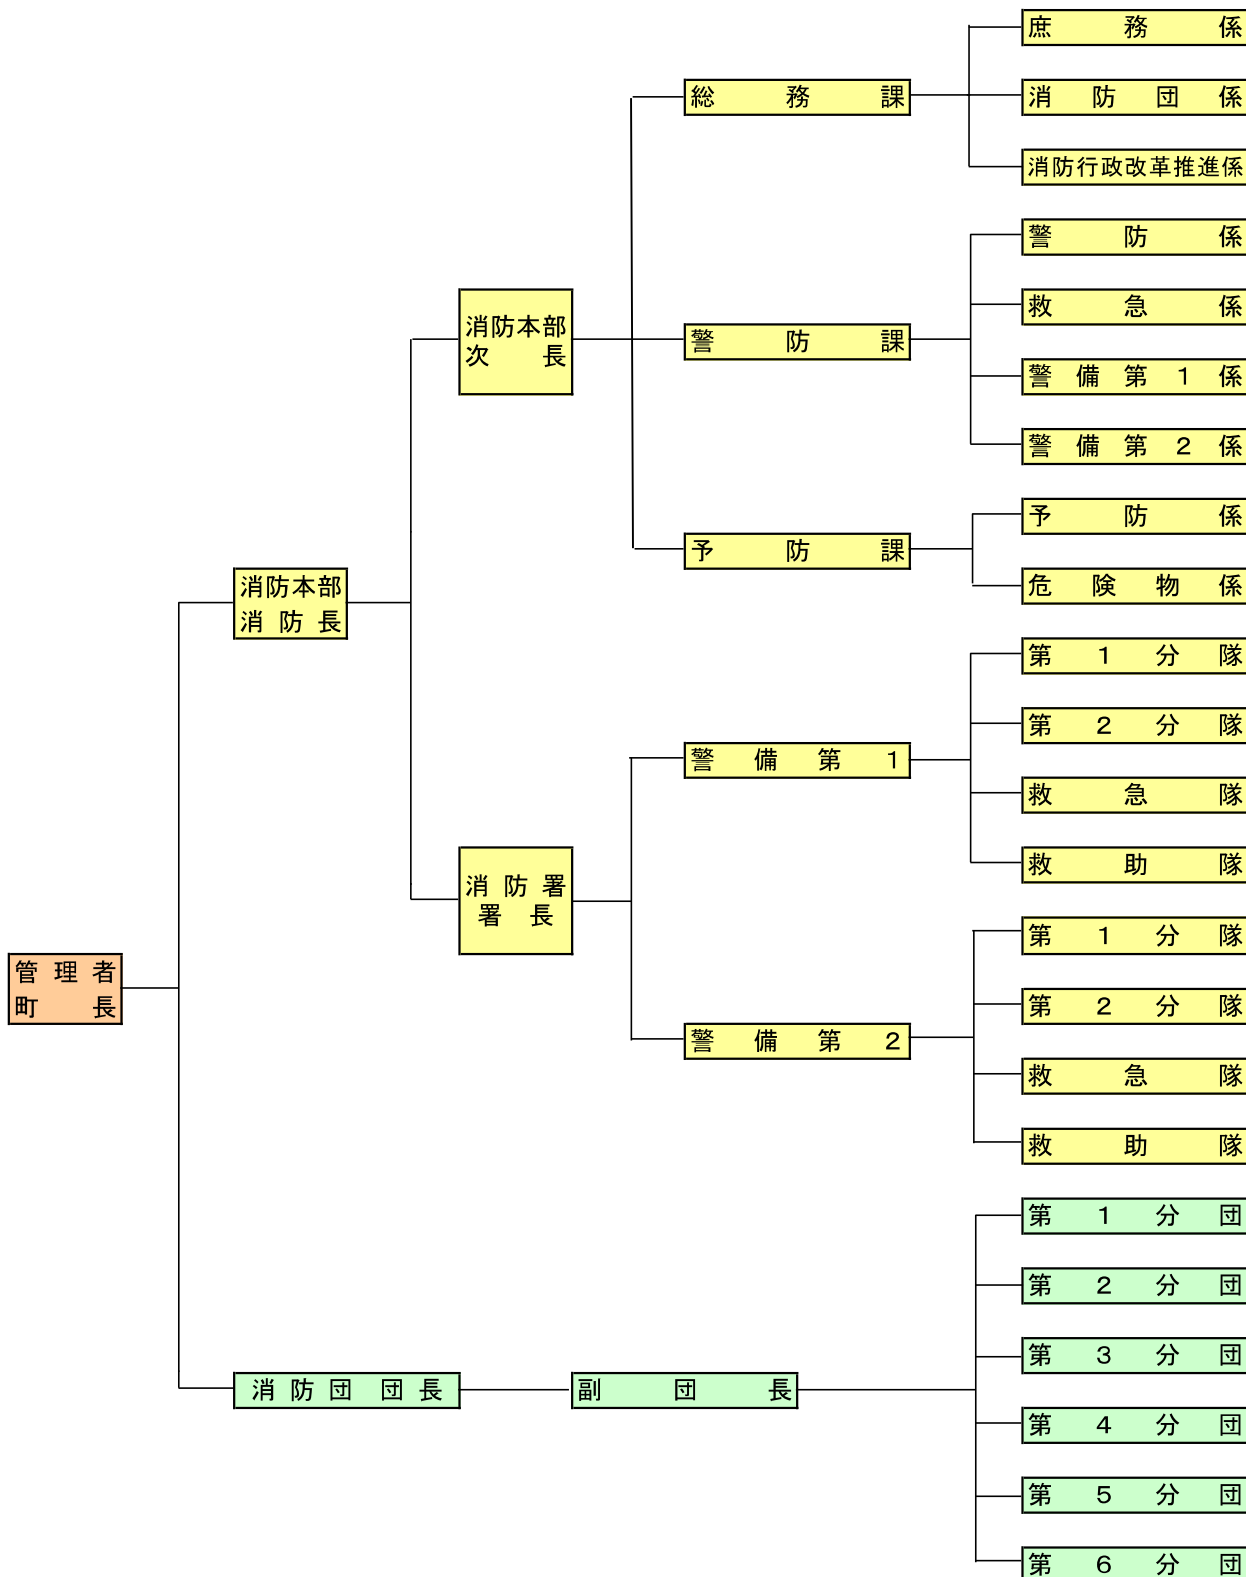 庶務係
総務課
消防団係
消防行政改革推進係
警防係
消防本部
次長
警防課
救急係
警備第１係
警備第２係
予防係
予防課
危険物係
消防本部
消防長
第１分隊
第２分隊
警備第１
救急隊
救助隊
消防署
署長
第１分隊
管理者
町長
第２分隊
警備第２
救急隊
救助隊
第１分団
第２分団
第３分団
消防団団長
副団長
第４分団
第５分団
第６分団